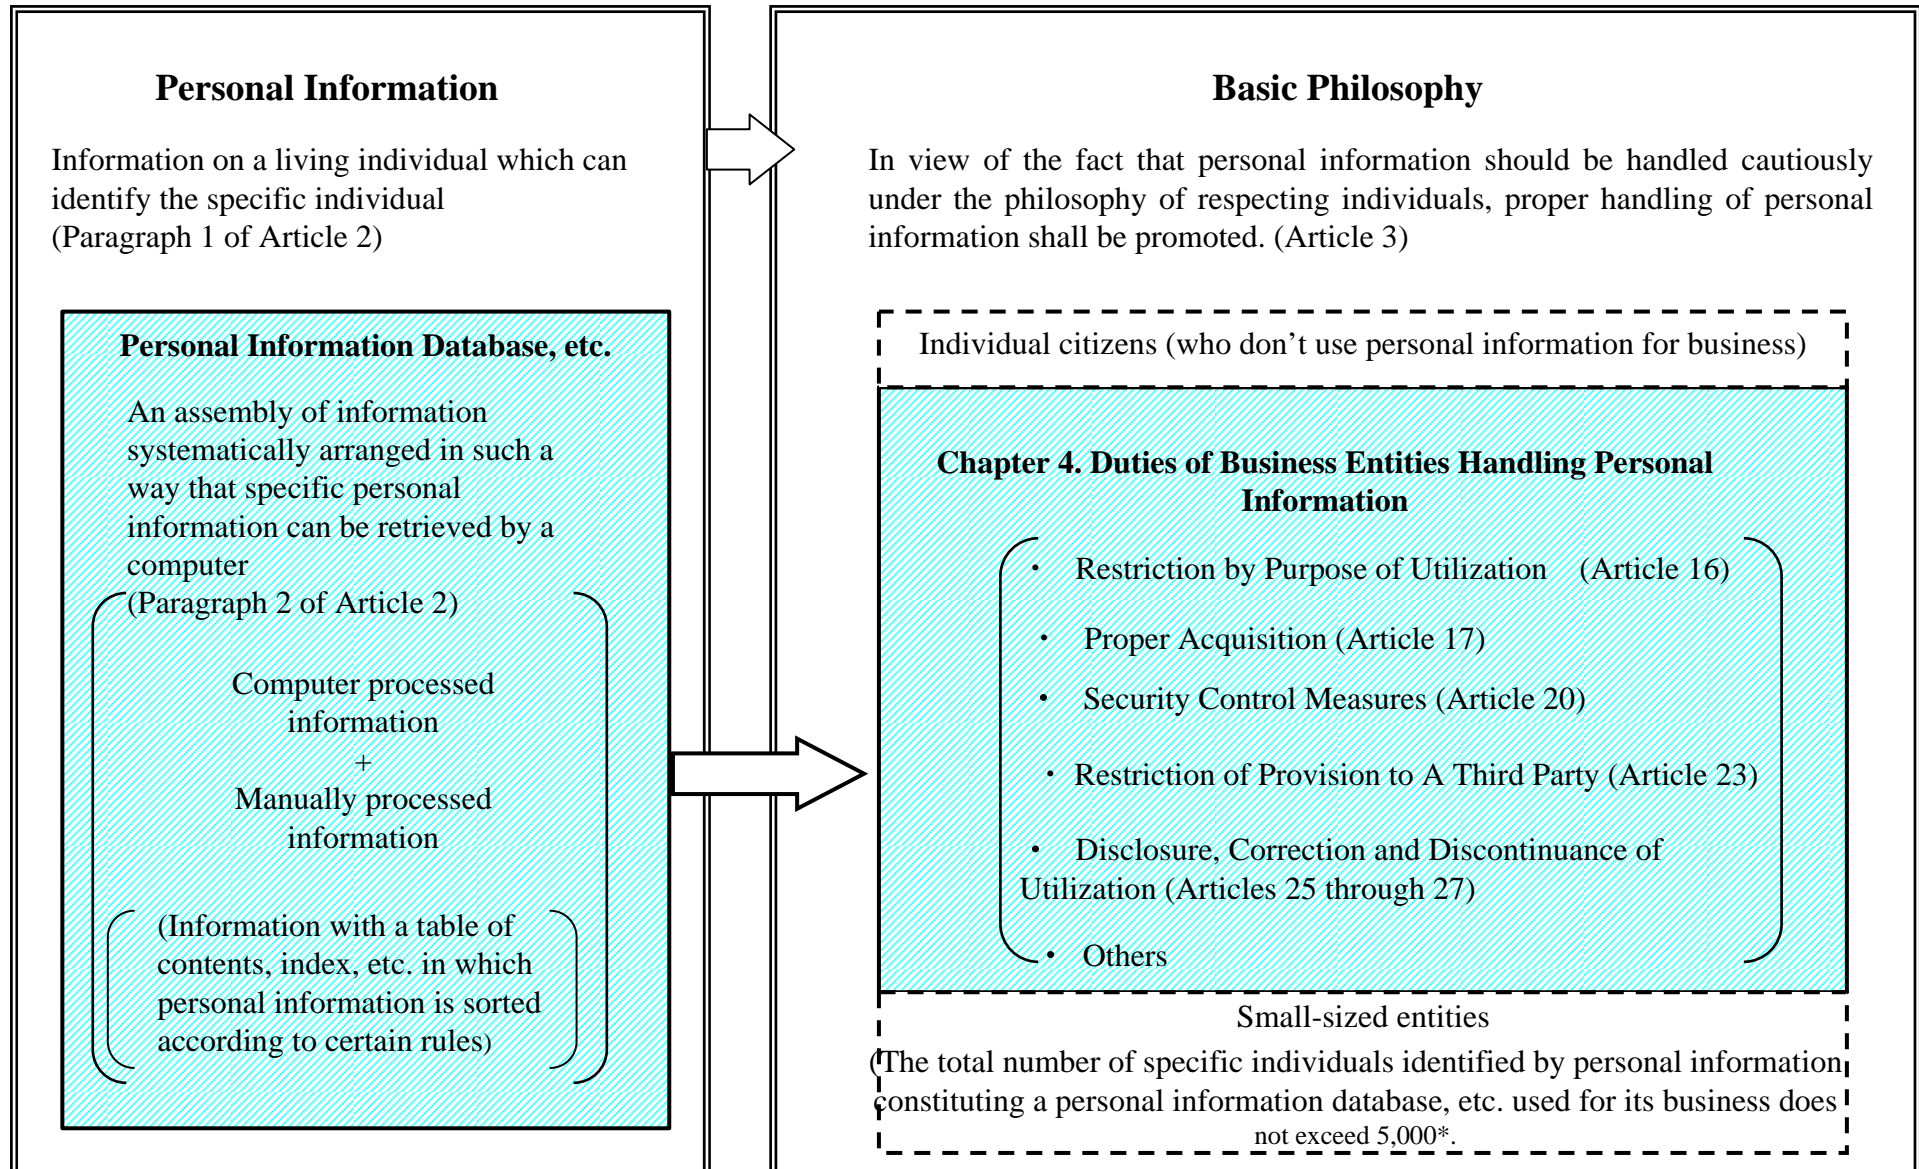 Personal Information
Information on a living individual which can
identify the specific individual
(Paragraph 1 of Article 2)
Personal Information Database, etc.
An assembly of information
systematically arranged in such a
way that specific personal
information can be retrieved by a
computer
(Paragraph 2 of Article 2)
Computer processed
information
+
Manually processed
information
(Information with a table of
contents, index, etc. in which
personal information is sorted
according to certain rules)
Basic Philosophy
In view of the fact that personal information should be handled cautiously
under the philosophy of respecting individuals, proper handling of personal
information shall be promoted. (Article 3)
Individual citizens (who don’t use personal information for business)
Chapter 4. Duties of Business Entities Handling Personal
Information
・ Restriction by Purpose of Utilization (Article 16)
・ Proper Acquisition (Article 17)
・ Security Control Measures (Article 20)
・ Restriction of Provision to A Third Party (Article 23)
・ Disclosure, Correction and Discontinuance of
Utilization (Articles 25 through 27)
・ Others
Small-sized entities
(The total number of specific individuals identified by personal information
constituting a personal information database, etc. used for its business does
not exceed 5,000*.